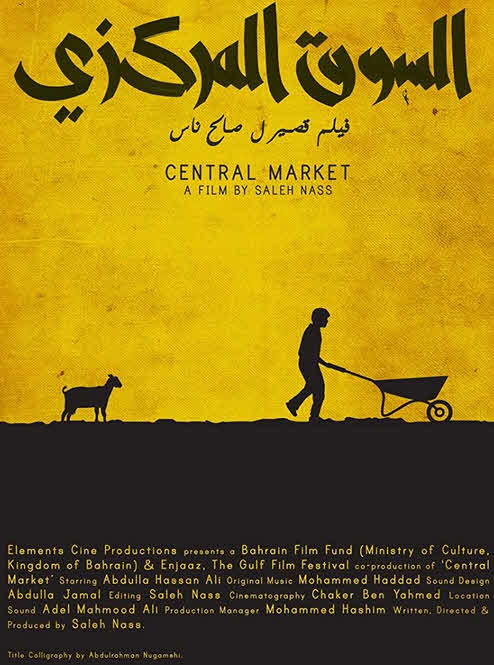 السوق المركزي
فيلم قصير ل صالح ناس
CENTRAL MARKET
A FILM BY SALEH NASS
Elements Cine Productions presents a Bahrain Film Fund (Ministry of Culture,
Kingdom of Bahrain) & Enjaaz, The Gulf Film Festival co-production of 'Central
Market' Starring Abdulla Hassan Ali Original Music Mohammed Haddad Sound Design
Abdulla Jamal Editing Saleh Nass Cinematography Chaker Ben Yahmed Location
Sound Adel Mahmood Ali Production Manager Mohammed Hashim Written, Directed &
Produced by Saleh Nass.
Title Calligraphy by Abdulrahman Nugamshi.